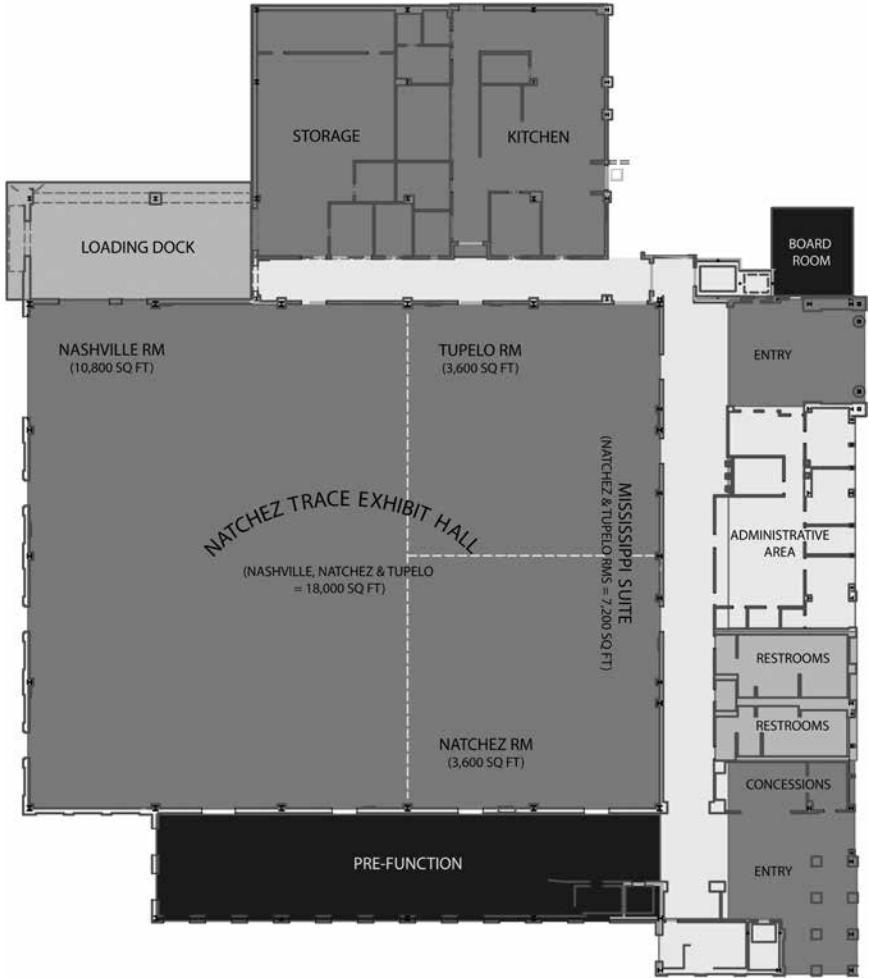 STORAGE
KITCHEN
LOADING DOCK
BOARD
ROOM
NASHVILLE RM
(10,800 SQ FT)
TUPELO RM
(3,600 SQ FT)
ENTRY
NATCHEZ TRACE EXHIBIT HALL
(NASHVILLE, NATCHEZ & TUPELO
= 18,000 SQ FT)
MISSISSIPPI SUITE
(NATCHEZ & TUPELO RMS = 7,200 SQ FT)
ADMINISTRATIVE
AREA
RESTROOMS
RESTROOMS
NATCHEZ RM
(3,600 SQ FT)
CONCESSIONS
PRE-FUNCTION
ENTRY